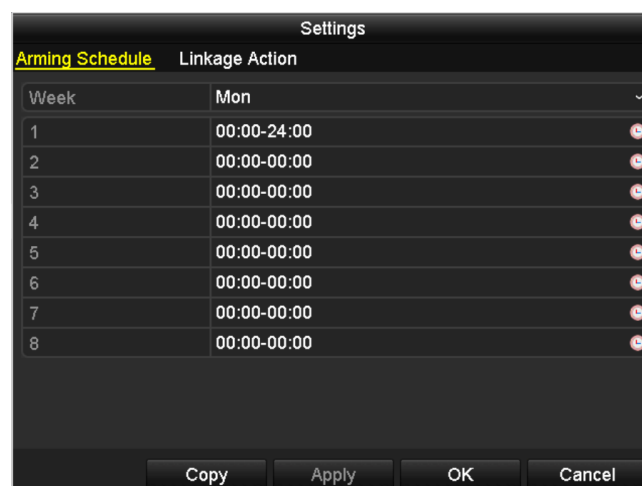 Settings
Arming Schedule Linkage Action
Week Mon
1 00:00-24:00
2 00:00-00:00
3 00:00-00:00
4 00:00-00:00
5 00:00-00:00
6 00:00-00:00
7 00:00-00:00
8 00:00-00:00
Copy Apply OK Cancel